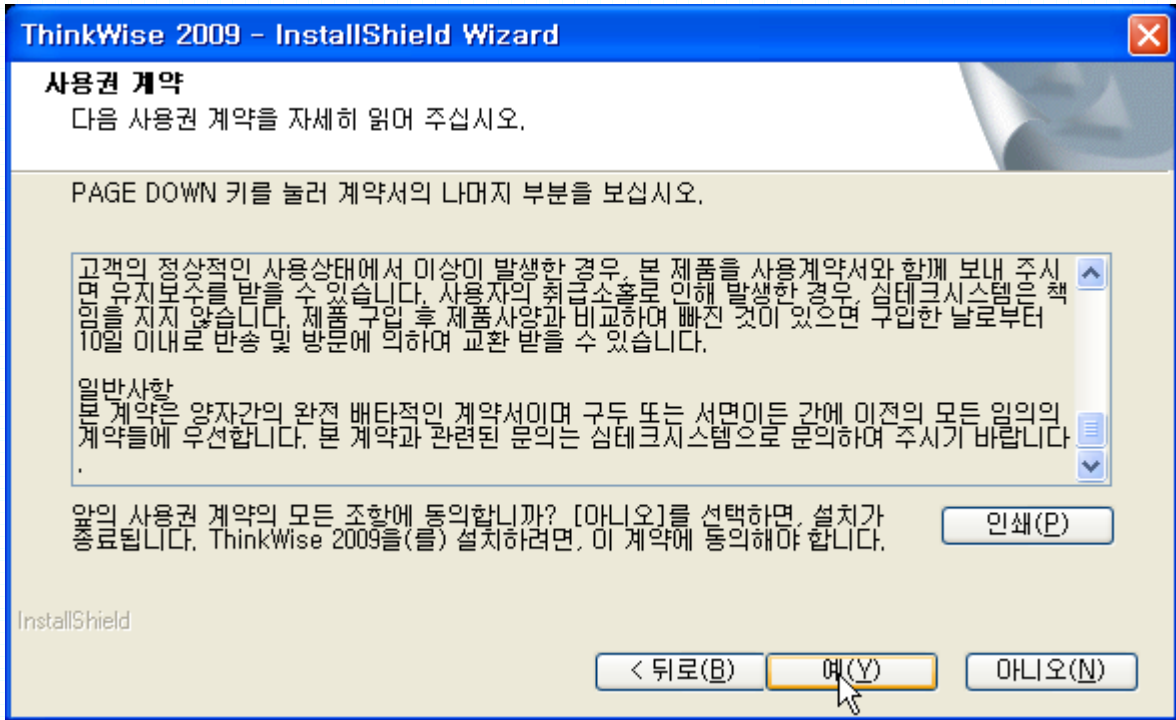 ThinkWise 2009 - InstallShield Wizard
사용권 계약
다음 사용권 계약을 자세히 읽어 주십시오.
PAGE DOWN 키를 눌러 계약서의 나머지 부분을 보십시오.
고객의 정상적인 사용상태에서 이상이 발생한 경우, 본 제품을 사용계약서와 함께 보내 주시
면 유지보수를 받을 수 있습니다. 사용자의 취급소홀로 인해 발생한 경우, 심테크시스템은 책
임을 지지 않습니다. 제품 구입 후 제품사양과 비교하여 빠진 것이 있으면 구입한 날로부터
10일 이내로 반송 및 방문에 의하여 교환 받을 수 있습니다.
일반사항
본 계약은 양자간의 완전 배타적인 계약서이며 구두 또는 서면이든 간에 이전의 모든 임의의
계약들에 우선합니다. 본 계약과 관련된 문의는 심테크시스템으로 문의하여 주시기 바랍니다
.
앞의 사용권 계약의 모든 조항에 동의합니까? [아니오]를 선택하면, 설치가
종료됩니다. ThinkWise 2009을(를) 설치하려면, 이 계약에 동의해야 합니다.
인쇄(P)
InstallShield
< 뒤로(B)
예(Y)
아니오(N)